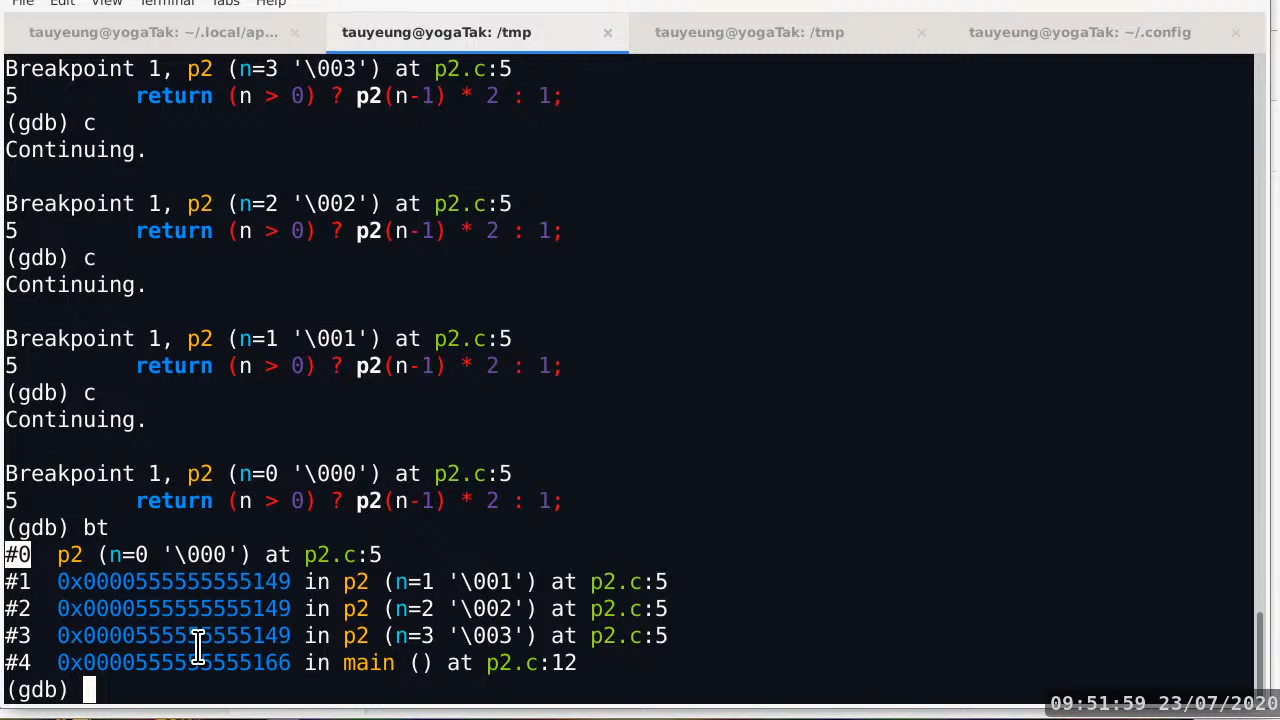 File Edit View Terminal Tabs Help
tauyeung@yogaTak: ~/.local/ap... × tauyeung@yogaTak: /tmp × tauyeung@yogaTak: /tmp × tauyeung@yogaTak: ~/.config ×
Breakpoint 1, p2 (n=3 '\003') at p2.c:5
5         return (n > 0) ? p2(n-1) * 2 : 1;
(gdb) c
Continuing.

Breakpoint 1, p2 (n=2 '\002') at p2.c:5
5         return (n > 0) ? p2(n-1) * 2 : 1;
(gdb) c
Continuing.

Breakpoint 1, p2 (n=1 '\001') at p2.c:5
5         return (n > 0) ? p2(n-1) * 2 : 1;
(gdb) c
Continuing.

Breakpoint 1, p2 (n=0 '\000') at p2.c:5
5         return (n > 0) ? p2(n-1) * 2 : 1;
(gdb) bt
#0  p2 (n=0 '\000') at p2.c:5
#1  0x0000555555555149 in p2 (n=1 '\001') at p2.c:5
#2  0x0000555555555149 in p2 (n=2 '\002') at p2.c:5
#3  0x0000555555555149 in p2 (n=3 '\003') at p2.c:5
#4  0x0000555555555166 in main () at p2.c:12
(gdb)
09:51:59 23/07/2020